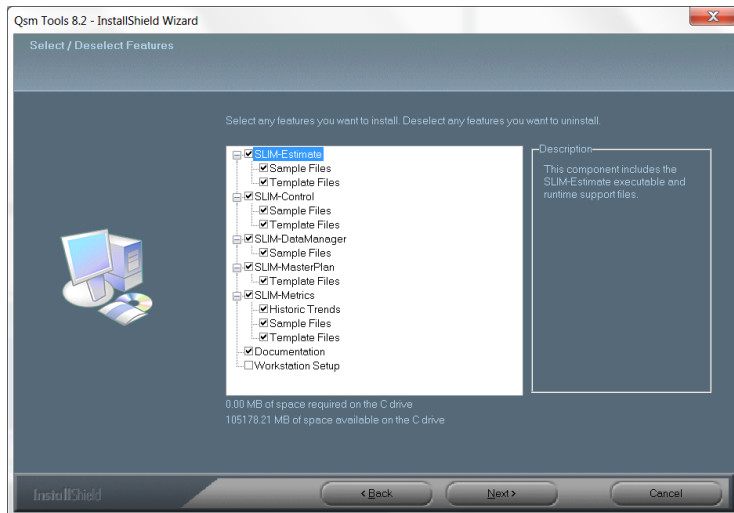 Qsm Tools 8.2 - InstallShield Wizard
Select / Deselect Features
Select any features you want to install. Deselect any features you want to uninstall.
SLIM-Estimate
Sample Files
Template Files
SLIM-Control
Sample Files
Template Files
SLIM-DataManager
Sample Files
SLIM-MasterPlan
Template Files
SLIM-Metrics
Historic Trends
Sample Files
Template Files
Documentation
Workstation Setup
Description
This component includes the
SLIM-Estimate executable and
runtime support files.
0.00 MB of space required on the C drive
105178.21 MB of space available on the C drive
InstallShield
< Back
Next >
Cancel